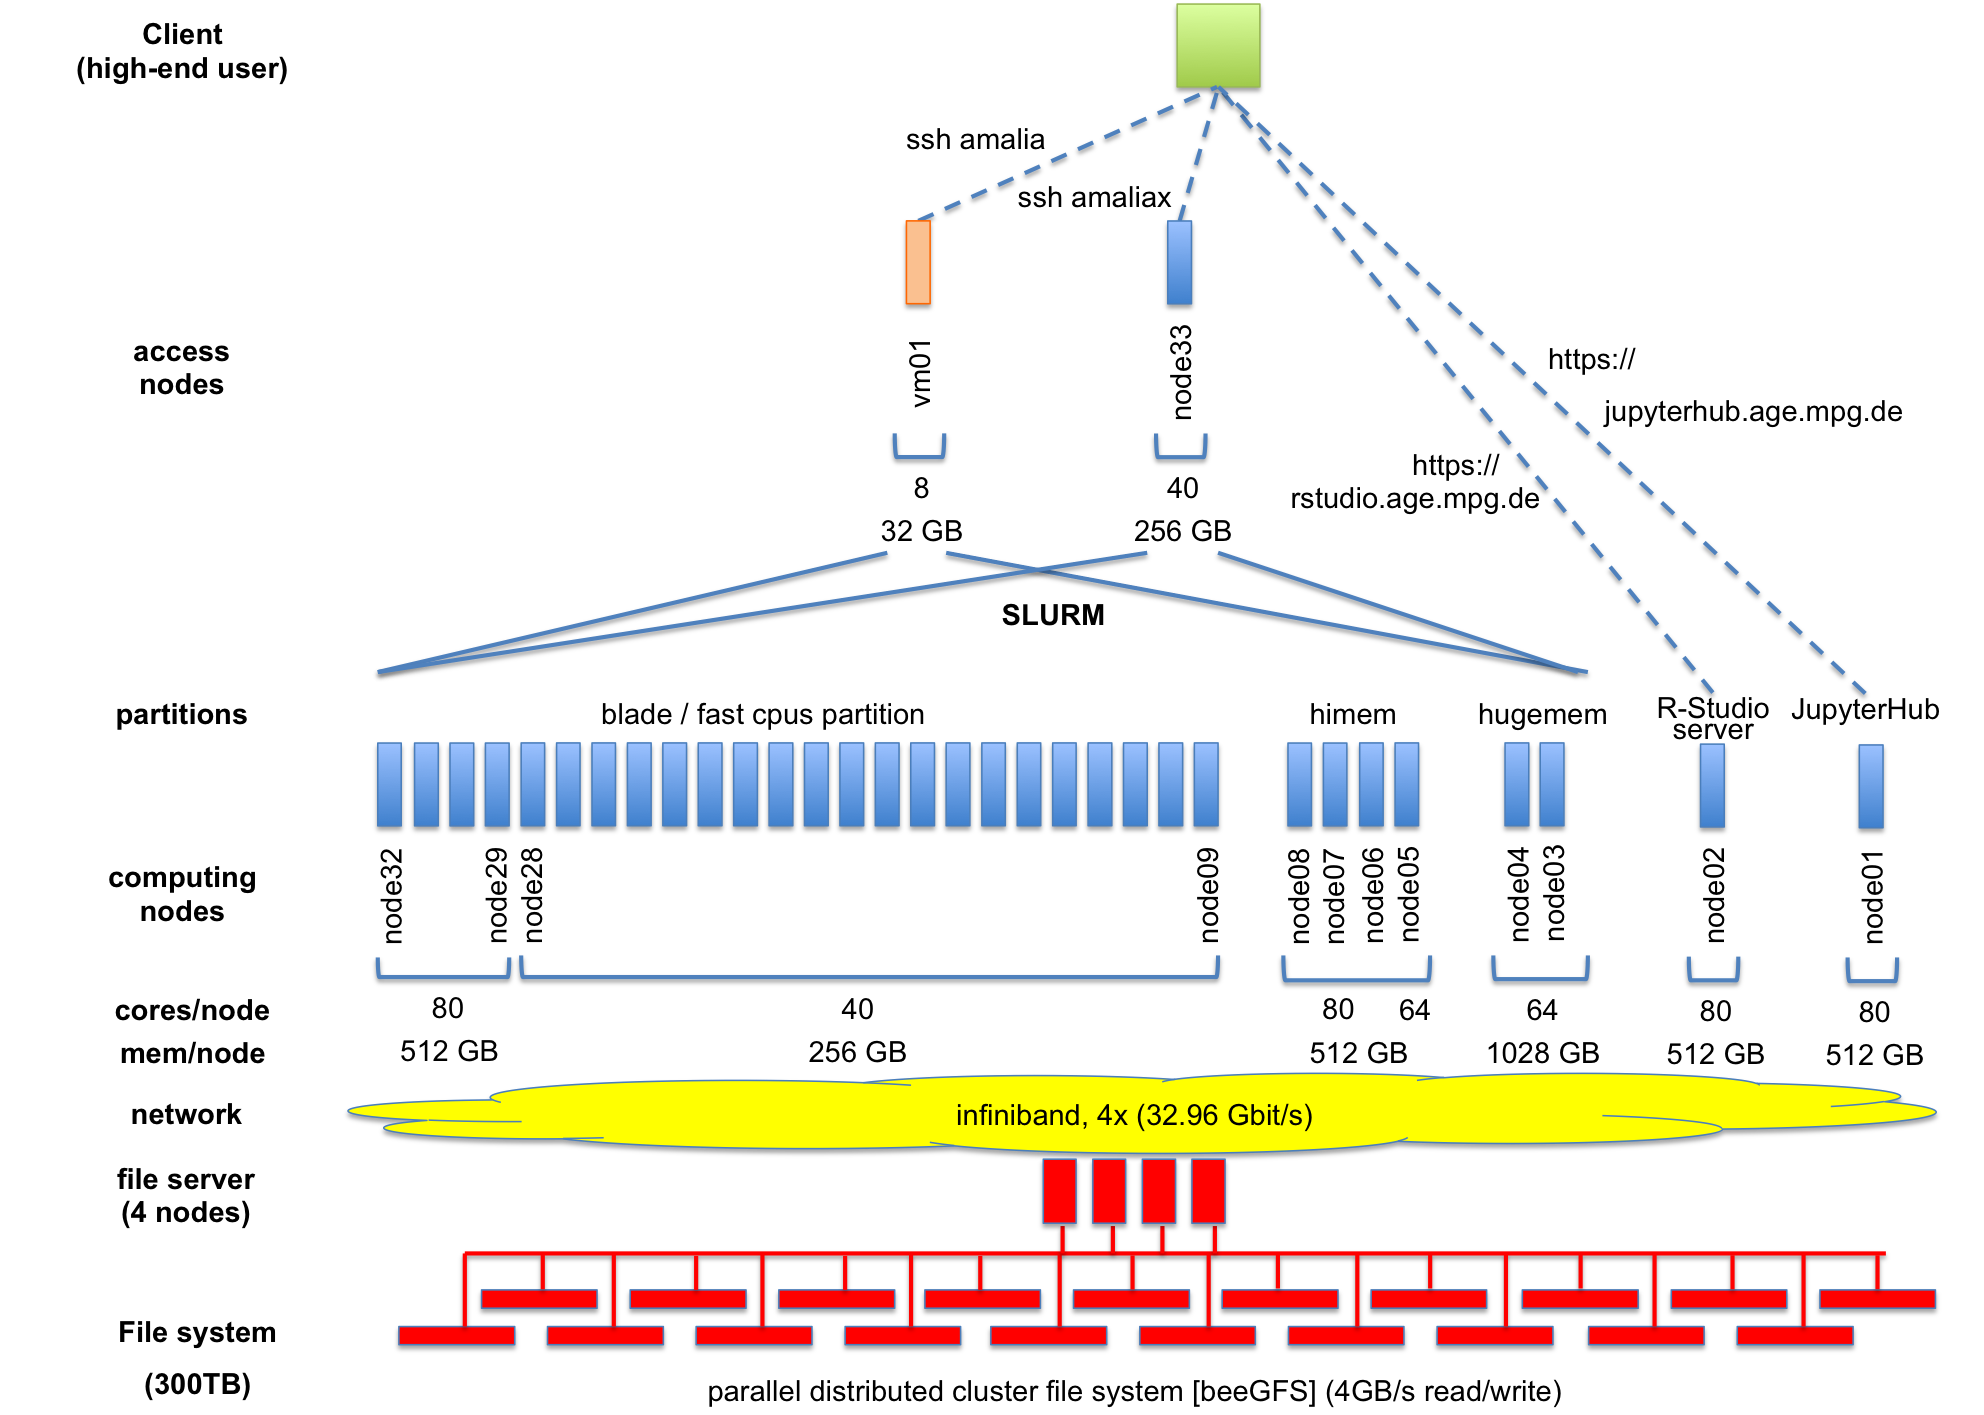 Client
(high-end user)
ssh amalia
ssh amaliax
access
nodes
vm01
node33
https://
jupyterhub.age.mpg.de
https://
rstudio.age.mpg.de
8
40
32 GB
256 GB
SLURM
partitions
blade / fast cpus partition
himem
hugemem
R-Studio
server
JupyterHub
computing
nodes
node32
node29
node28
node09
node08
node07
node06
node05
node04
node03
node02
node01
cores/node
80
40
80
64
64
80
80
mem/node
512 GB
256 GB
512 GB
1028 GB
512 GB
512 GB
network
infiniband, 4x (32.96 Gbit/s)
file server
(4 nodes)
File system
(300TB)
parallel distributed cluster file system [beeGFS] (4GB/s read/write)